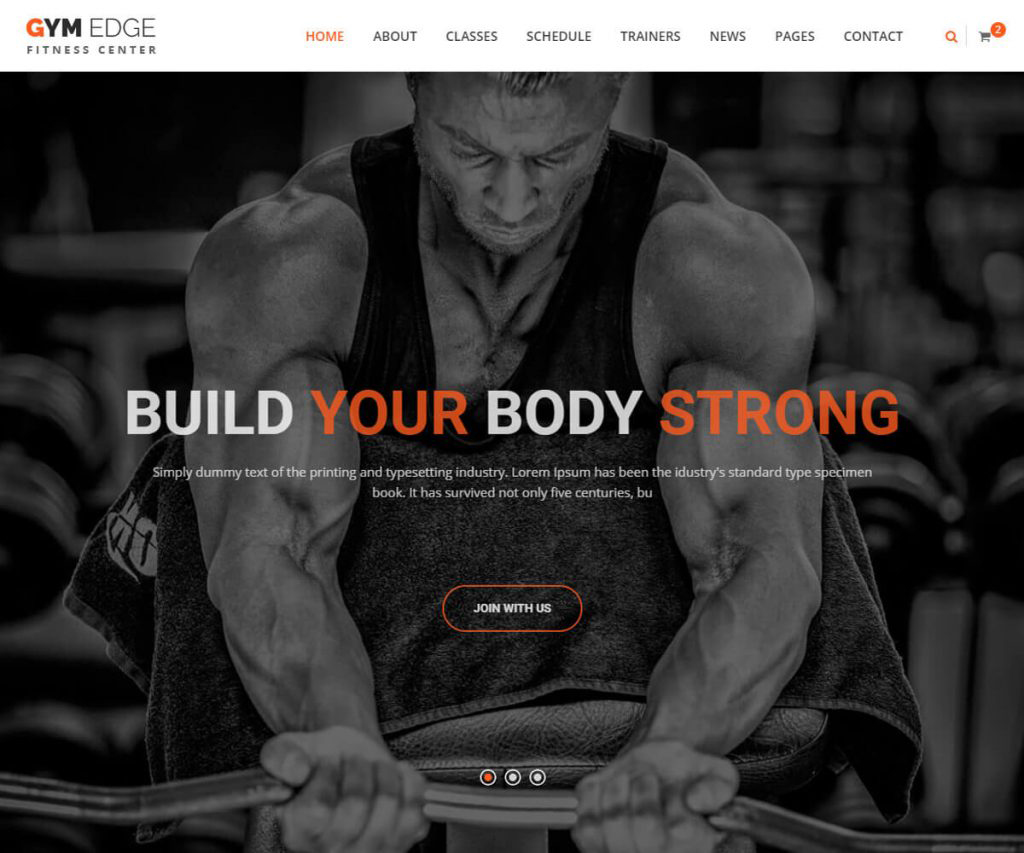 GYM EDGE
FITNESS CENTER
HOME ABOUT CLASSES SCHEDULE TRAINERS NEWS PAGES CONTACT 2
BUILD YOUR BODY STRONG
Simply dummy text of the printing and typesetting industry. Lorem Ipsum has been the idustry's standard type specimen
book. It has survived not only five centuries, bu
JOIN WITH US